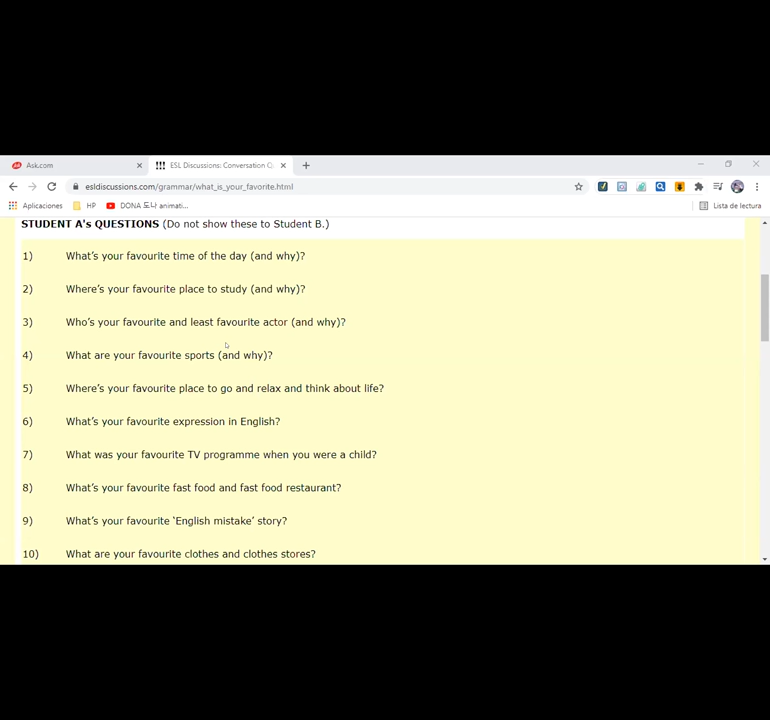 Ask.com
ESL Discussions: Conversation Q
esldiscussions.com/grammar/what_is_your_favorite.html
Aplicaciones HP DONA 도나 animati... Lista de lectura
STUDENT A's QUESTIONS (Do not show these to Student B.)
1) What's your favourite time of the day (and why)?
2) Where's your favourite place to study (and why)?
3) Who's your favourite and least favourite actor (and why)?
4) What are your favourite sports (and why)?
5) Where's your favourite place to go and relax and think about life?
6) What's your favourite expression in English?
7) What was your favourite TV programme when you were a child?
8) What's your favourite fast food and fast food restaurant?
9) What's your favourite ‘English mistake’ story?
10) What are your favourite clothes and clothes stores?